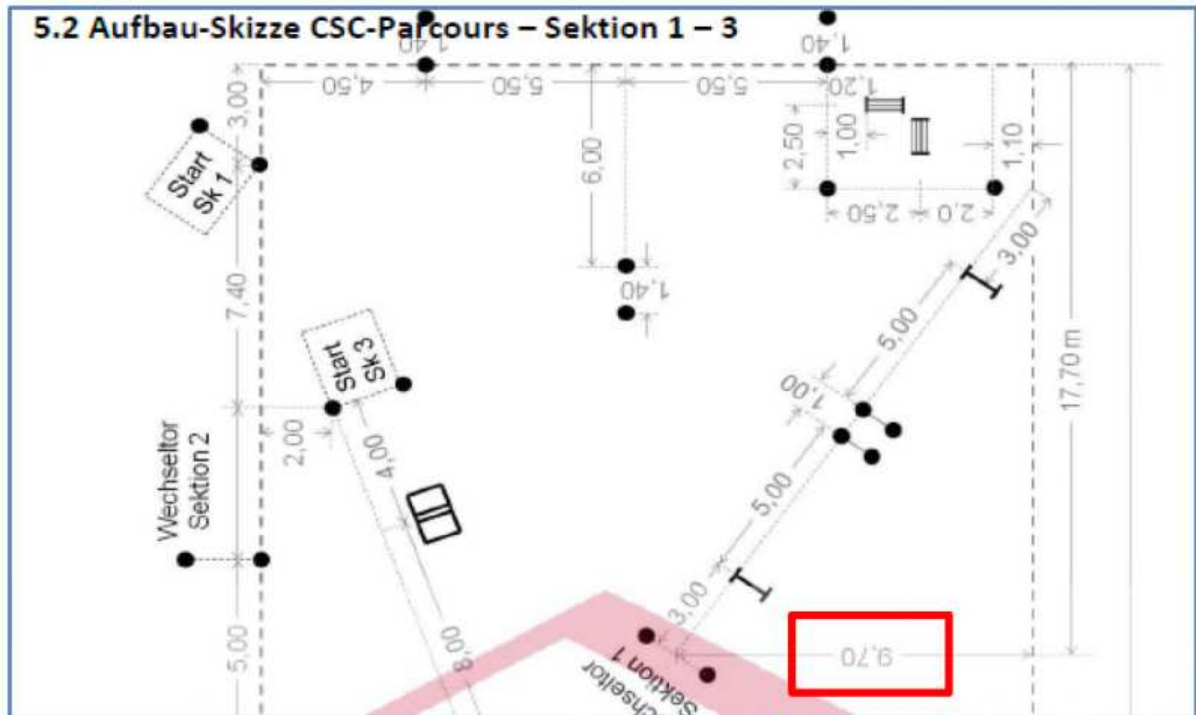 5.2 Aufbau-Skizze CSC-Parcours – Sektion 1 – 3
1,40
1,40
4,50
5,50
5,50
1,20
3,00
Start
Sk 1
6,00
2,50
1,00
1,10
2,50
2,0
3,00
7,40
1,40
5,00
Start
Sk 3
1,00
17,70 m
Wechseltor
Sektion 2
2,00
4,00
5,00
3,00
5,00
8,00
9,70
Sektion 1